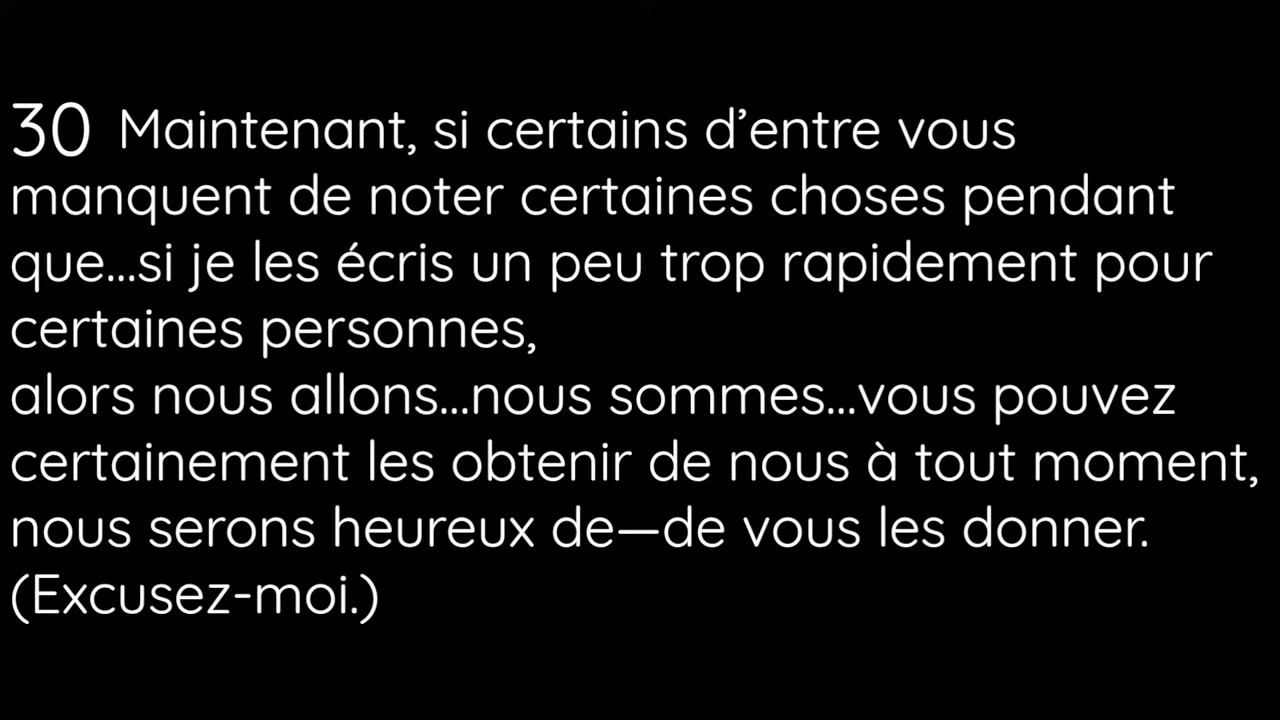 30 Maintenant, si certains d’entre vous
manquent de noter certaines choses pendant
que...si je les écris un peu trop rapidement pour
certaines personnes,
alors nous allons...nous sommes...vous pouvez
certainement les obtenir de nous à tout moment,
nous serons heureux de—de vous les donner.
(Excusez-moi.)